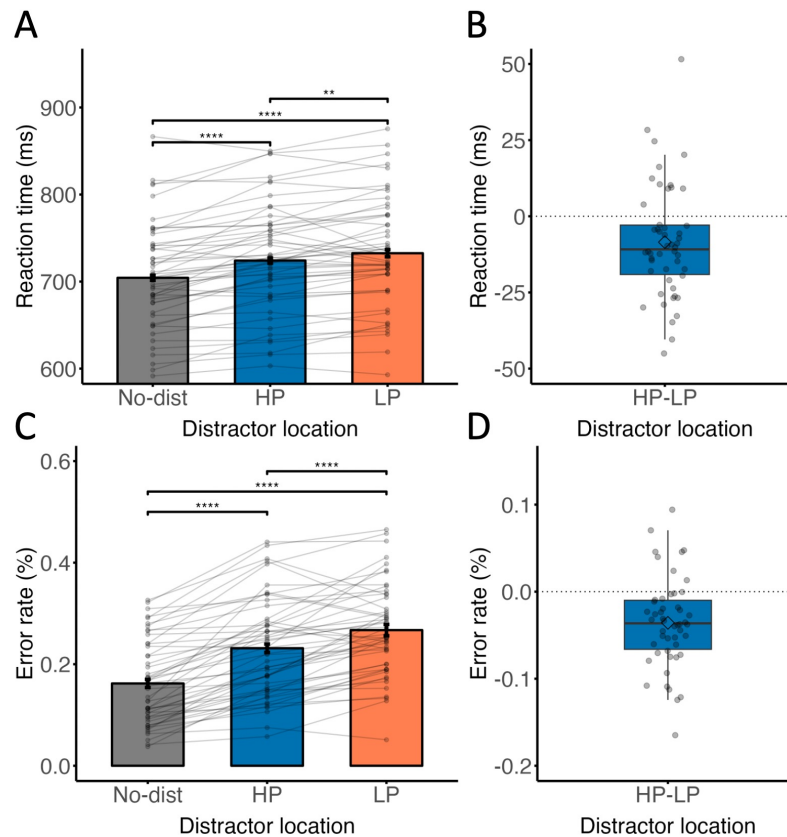 A
Reaction time (ms)
900
800
700
600
**
****
****
No-dist HP LP
Distractor location
B
Reaction time (ms)
50
25
0
-25
-50
HP-LP
Distractor location
C
Error rate (%)
0.6
0.4
0.2
0.0
****
****
****
No-dist HP LP
Distractor location
D
Error rate (%)
0.1
0.0
-0.1
-0.2
HP-LP
Distractor location